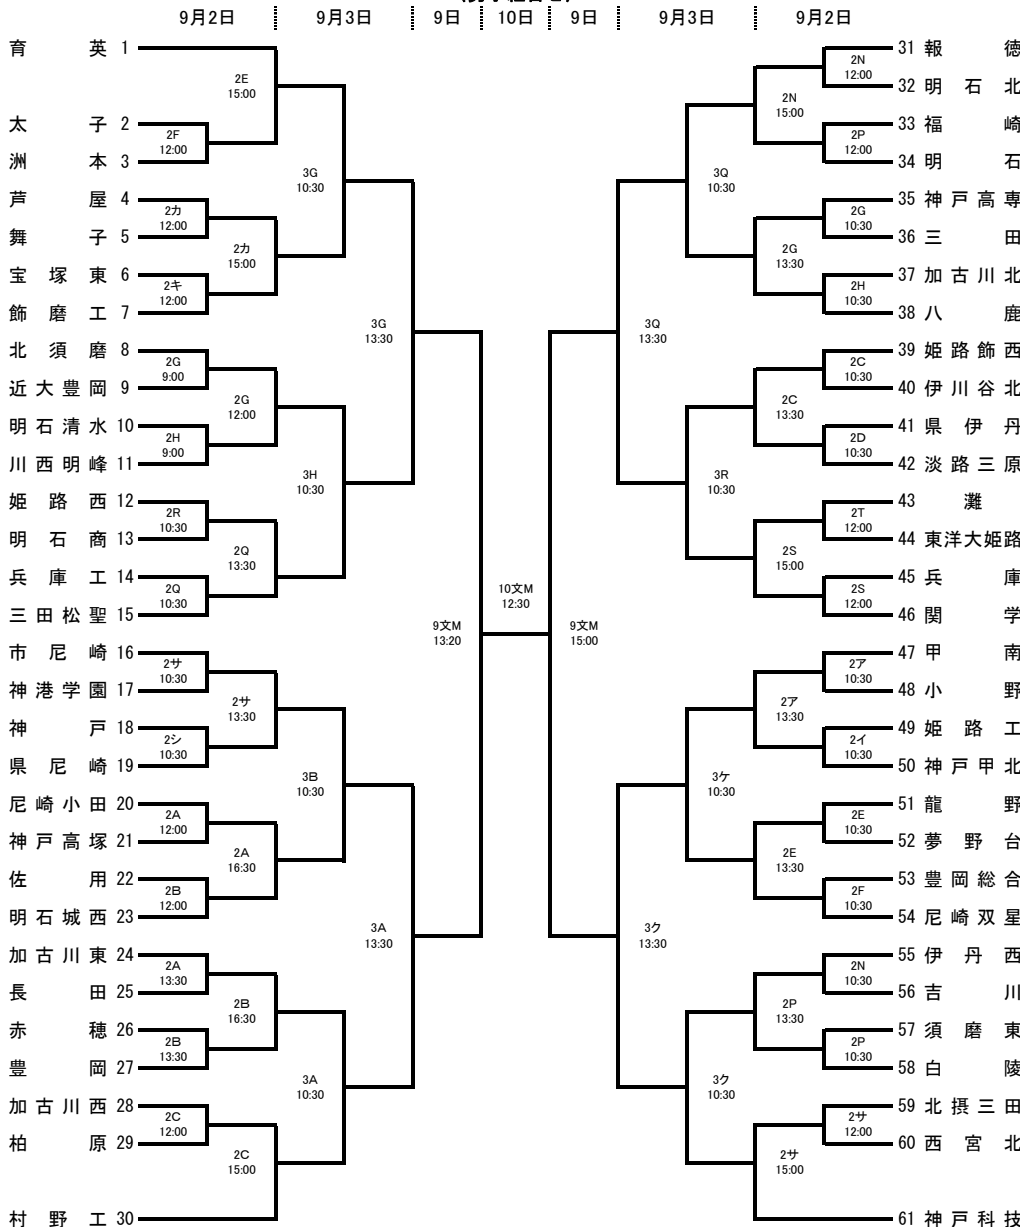 9月2日 9月3日 9日 10日 9日 9月3日 9月2日
育英 1
2E
15:00
太子 2
2F
12:00
洲本 3
3G
10:30
芦屋 4
2カ
12:00
舞子 5
2カ
15:00
宝塚東 6
2キ
12:00
飾磨工 7
3G
13:30
北須磨 8
2G
9:00
近大豊岡 9
2G
12:00
明石清水 10
2H
9:00
川西明峰 11
3H
10:30
姫路西 12
2R
10:30
明石商 13
2Q
13:30
兵庫工 14
2Q
10:30
三田松聖 15
9文M
13:20
市尼崎 16
2サ
10:30
神港学園 17
2サ
13:30
神戸 18
2シ
10:30
県尼崎 19
3B
10:30
尼崎小田 20
2A
12:00
神戸高塚 21
2A
16:30
佐用 22
2B
12:00
明石城西 23
3A
13:30
加古川東 24
2A
13:30
長田 25
2B
16:30
赤穂 26
2B
13:30
豊岡 27
3A
10:30
加古川西 28
2C
12:00
柏原 29
2C
15:00
村野工 30
10文M
12:30
31 報徳
2N
12:00
32 明石北
2N
15:00
33 福崎
2P
12:00
34 明石
3Q
10:30
35 神戸高専
2G
10:30
36 三田
2G
13:30
37 加古川北
2H
10:30
38 八鹿
3Q
13:30
39 姫路飾西
2C
10:30
40 伊川谷北
2C
13:30
41 県伊丹
2D
10:30
42 淡路三原
3R
10:30
43 灘
2T
12:00
44 東洋大姫路
2S
15:00
45 兵庫
2S
12:00
46 関学
9文M
15:00
47 甲南
2ア
10:30
48 小野
2ア
13:30
49 姫路工
2イ
10:30
50 神戸甲北
3ケ
10:30
51 龍野
2E
10:30
52 夢野台
2E
13:30
53 豊岡総合
2F
10:30
54 尼崎双星
3ク
13:30
55 伊丹西
2N
10:30
56 吉川
2P
13:30
57 須磨東
2P
10:30
58 白陵
3ク
10:30
59 北摂三田
2サ
12:00
60 西宮北
2サ
15:00
61 神戸科技